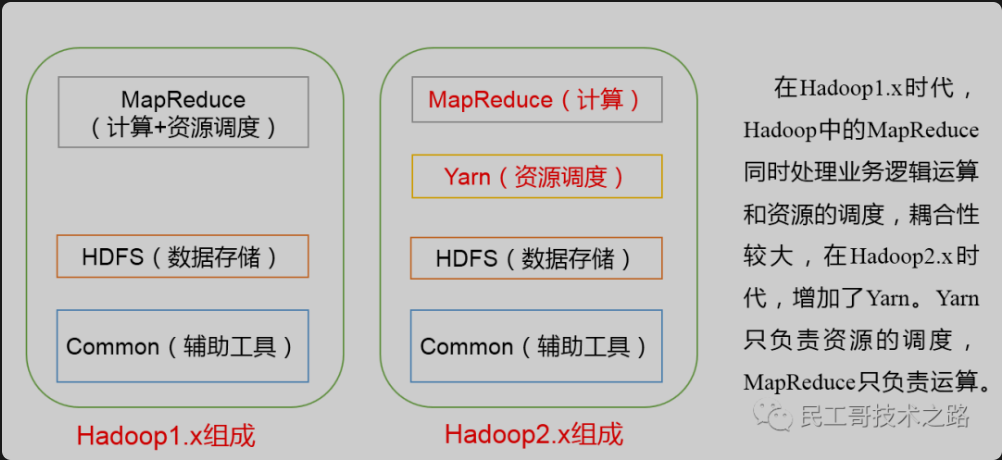 MapReduce
（计算+资源调度）
HDFS（数据存储）
Common（辅助工具）
Hadoop1.x组成
MapReduce（计算）
Yarn（资源调度）
HDFS（数据存储）
Common（辅助工具）
Hadoop2.x组成
在Hadoop1.x时代，
Hadoop中的MapReduce
同时处理业务逻辑运算
和资源的调度，耦合性
较大，在Hadoop2.x时
代，增加了Yarn。Yarn
只负责资源的调度，
MapReduce只负责运算。
民工哥技术之路